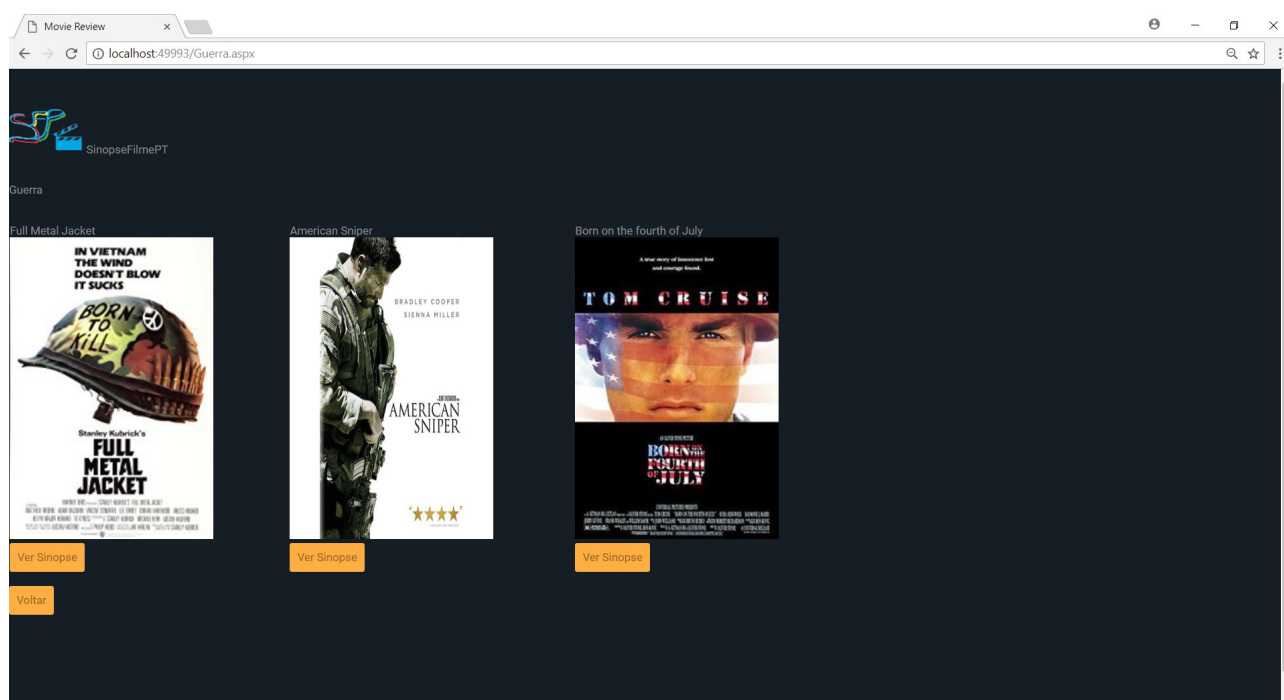 Movie Review
localhost:49993/Guerra.aspx
SinopseFilmePT
Guerra
Full Metal Jacket
IN VIETNAM
THE WIND
DOESN'T BLOW
IT SUCKS
BORN
TO
KILL
Stanley Kubrick's
FULL
METAL
JACKET
Ver Sinopse
American Sniper
BRADLEY COOPER
SIENNA MILLER
AMERICAN
SNIPER
Ver Sinopse
Born on the fourth of July
A true story of innocence lost
and courage found.
TOM CRUISE
BORN ON
THE
FOURTH
OF JULY
Ver Sinopse
Voltar